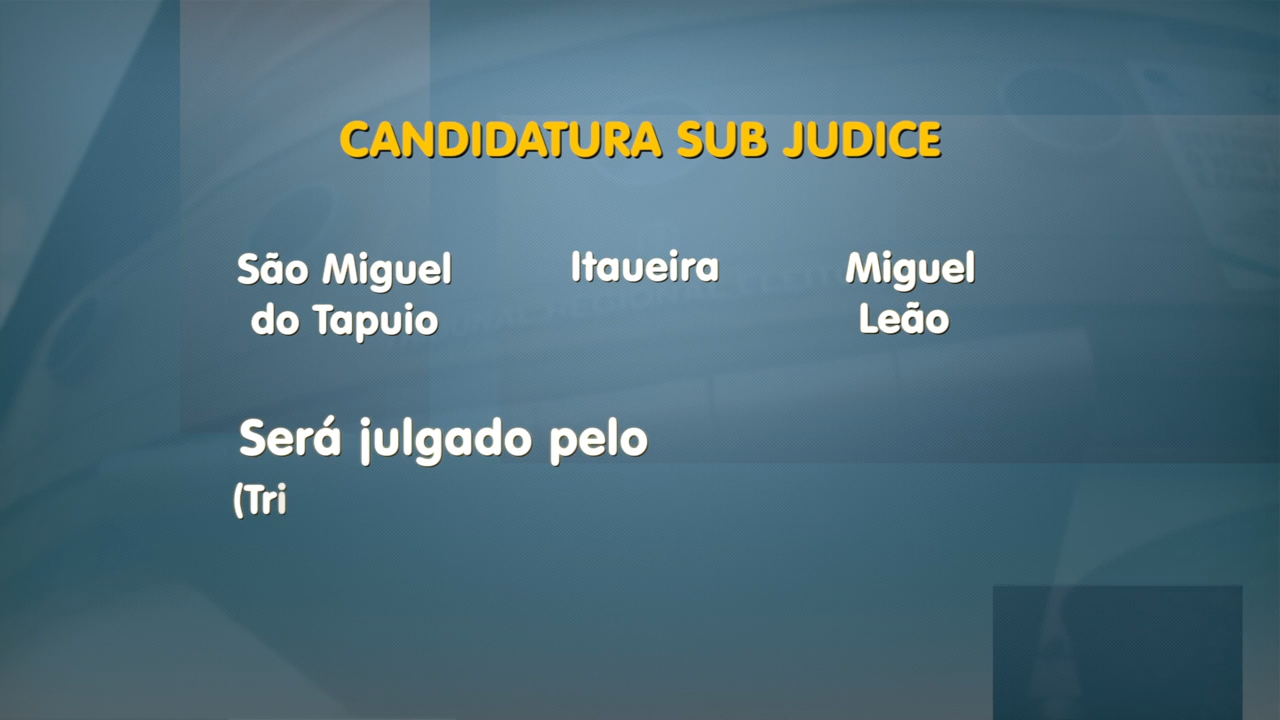 CANDIDATURA SUB JUDICE
São Miguel
do Tapuio
Itaueira
Miguel
Leão
Será julgado pelo
(Tri